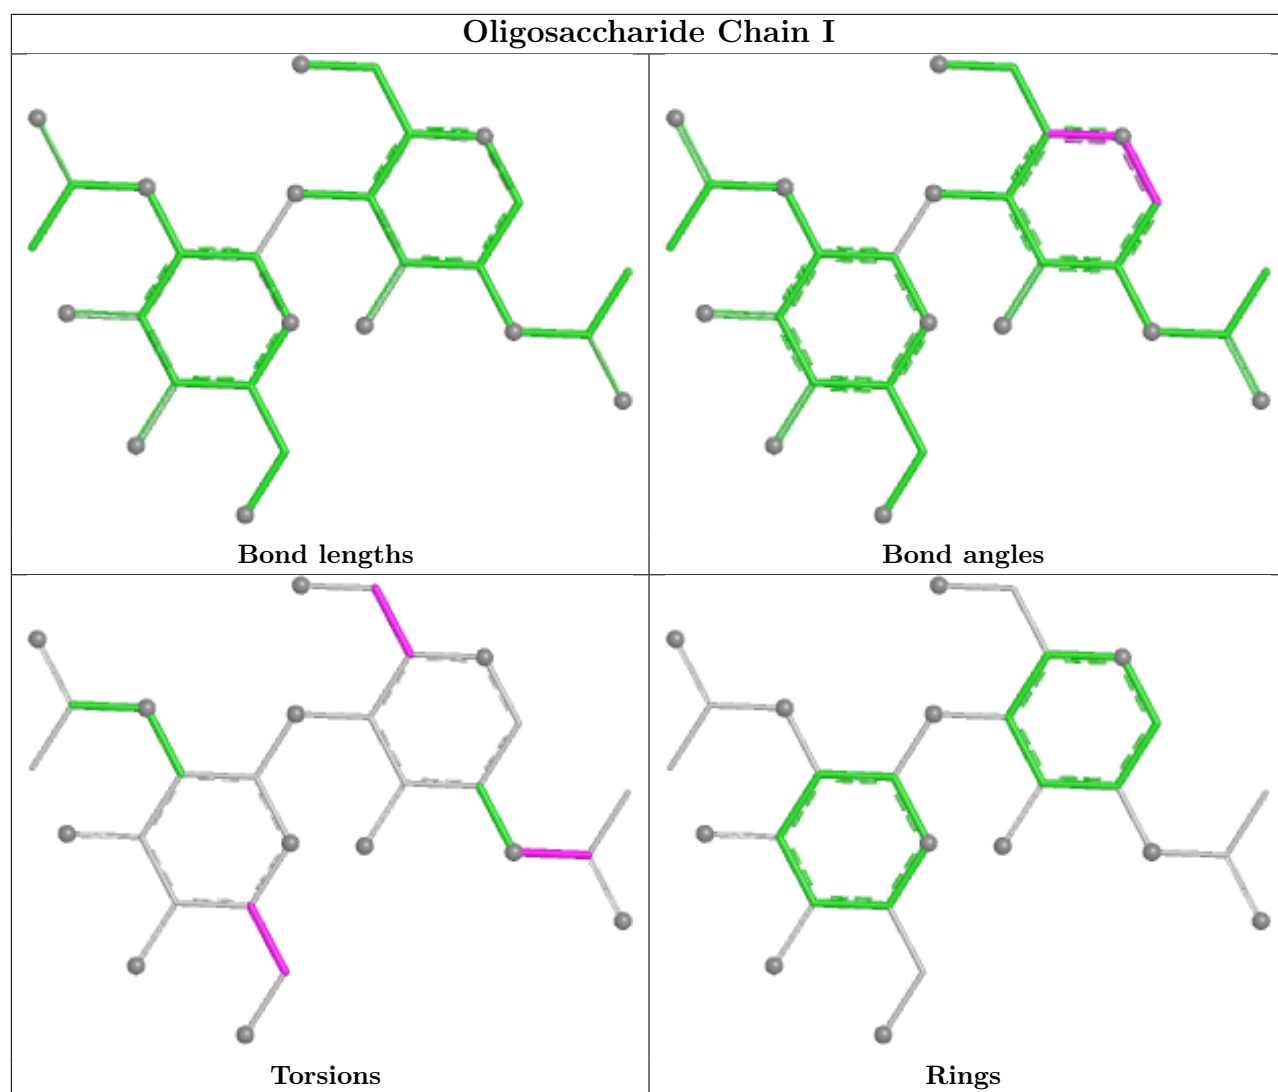 Oligosaccharide Chain I
Bond lengths
Bond angles
Torsions
Rings